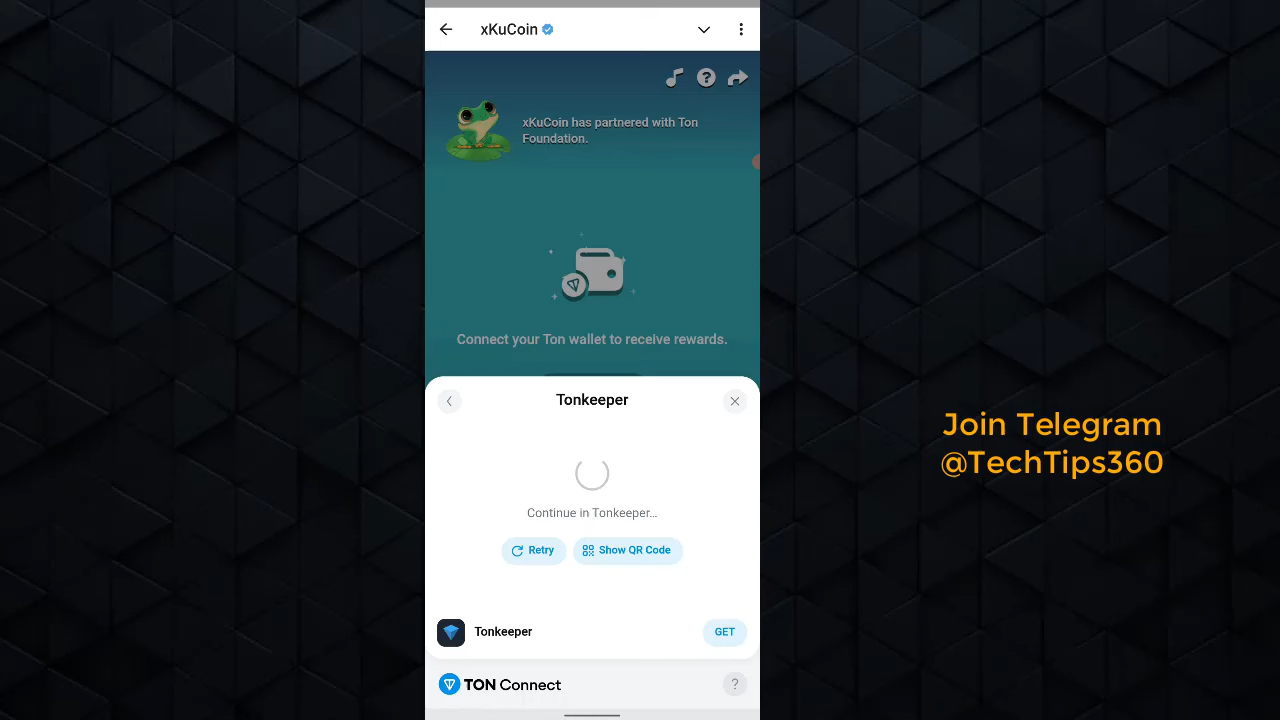 xKuCoin
?
xKuCoin has partnered with Ton
Foundation.
Connect your Ton wallet to receive rewards.
Tonkeeper
Continue in Tonkeeper...
Retry
Show QR Code
Tonkeeper
GET
TON Connect
?
Join Telegram
@TechTips360